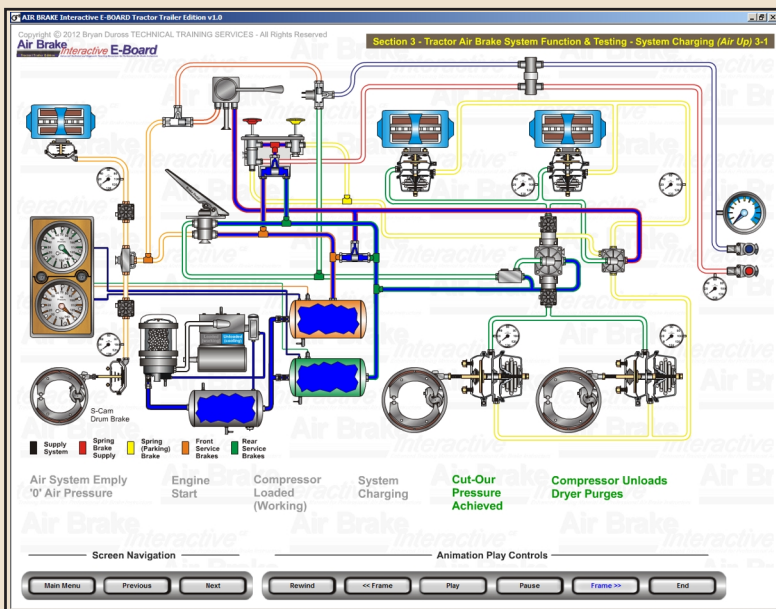 AIR BRAKE Interactive E-BOARD Tractor Trailer Edition v1.0
Copyright © 2012 Bryan Duross TECHNICAL TRAINING SERVICES - All Rights Reserved
Air Brake Interactive E-Board
Section 3 - Tractor Air Brake System Function & Testing - System Charging (Air Up) 3-1
Unloaded
S-Cam
Drum Brake
Supply
System
Spring
Brake
Supply
Spring
(Parking)
Brake
Front
Service
Brakes
Rear
Service
Brakes
Air System Emply
'0' Air Pressure
Engine
Start
Compressor
Loaded
(Working)
System
Charging
Cut-Our
Pressure
Achieved
Compressor Unloads
Dryer Purges
Screen Navigation
Animation Play Controls
Main Menu
Previous
Next
Rewind
<< Frame
Play
Pause
Frame >>
End